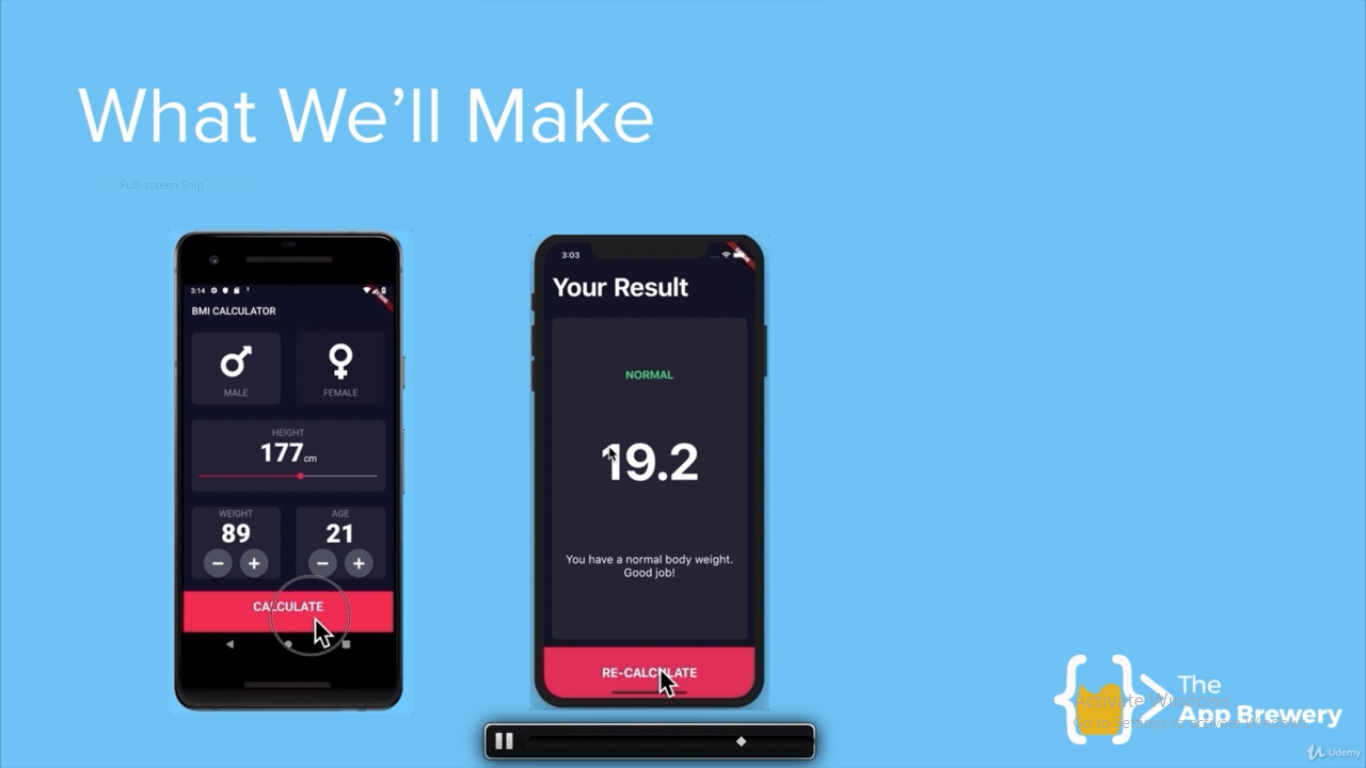 What We'll Make
Full-screen Snip
3:14
BMI CALCULATOR
MALE
FEMALE
HEIGHT
177cm
WEIGHT
89
AGE
21
CALCULATE
3:03
Your Result
NORMAL
19.2
You have a normal body weight.
Good job!
RE-CALCULATE
The
App Brewery
Activate Windows
Go to Settings to activate Windows.
Udemy